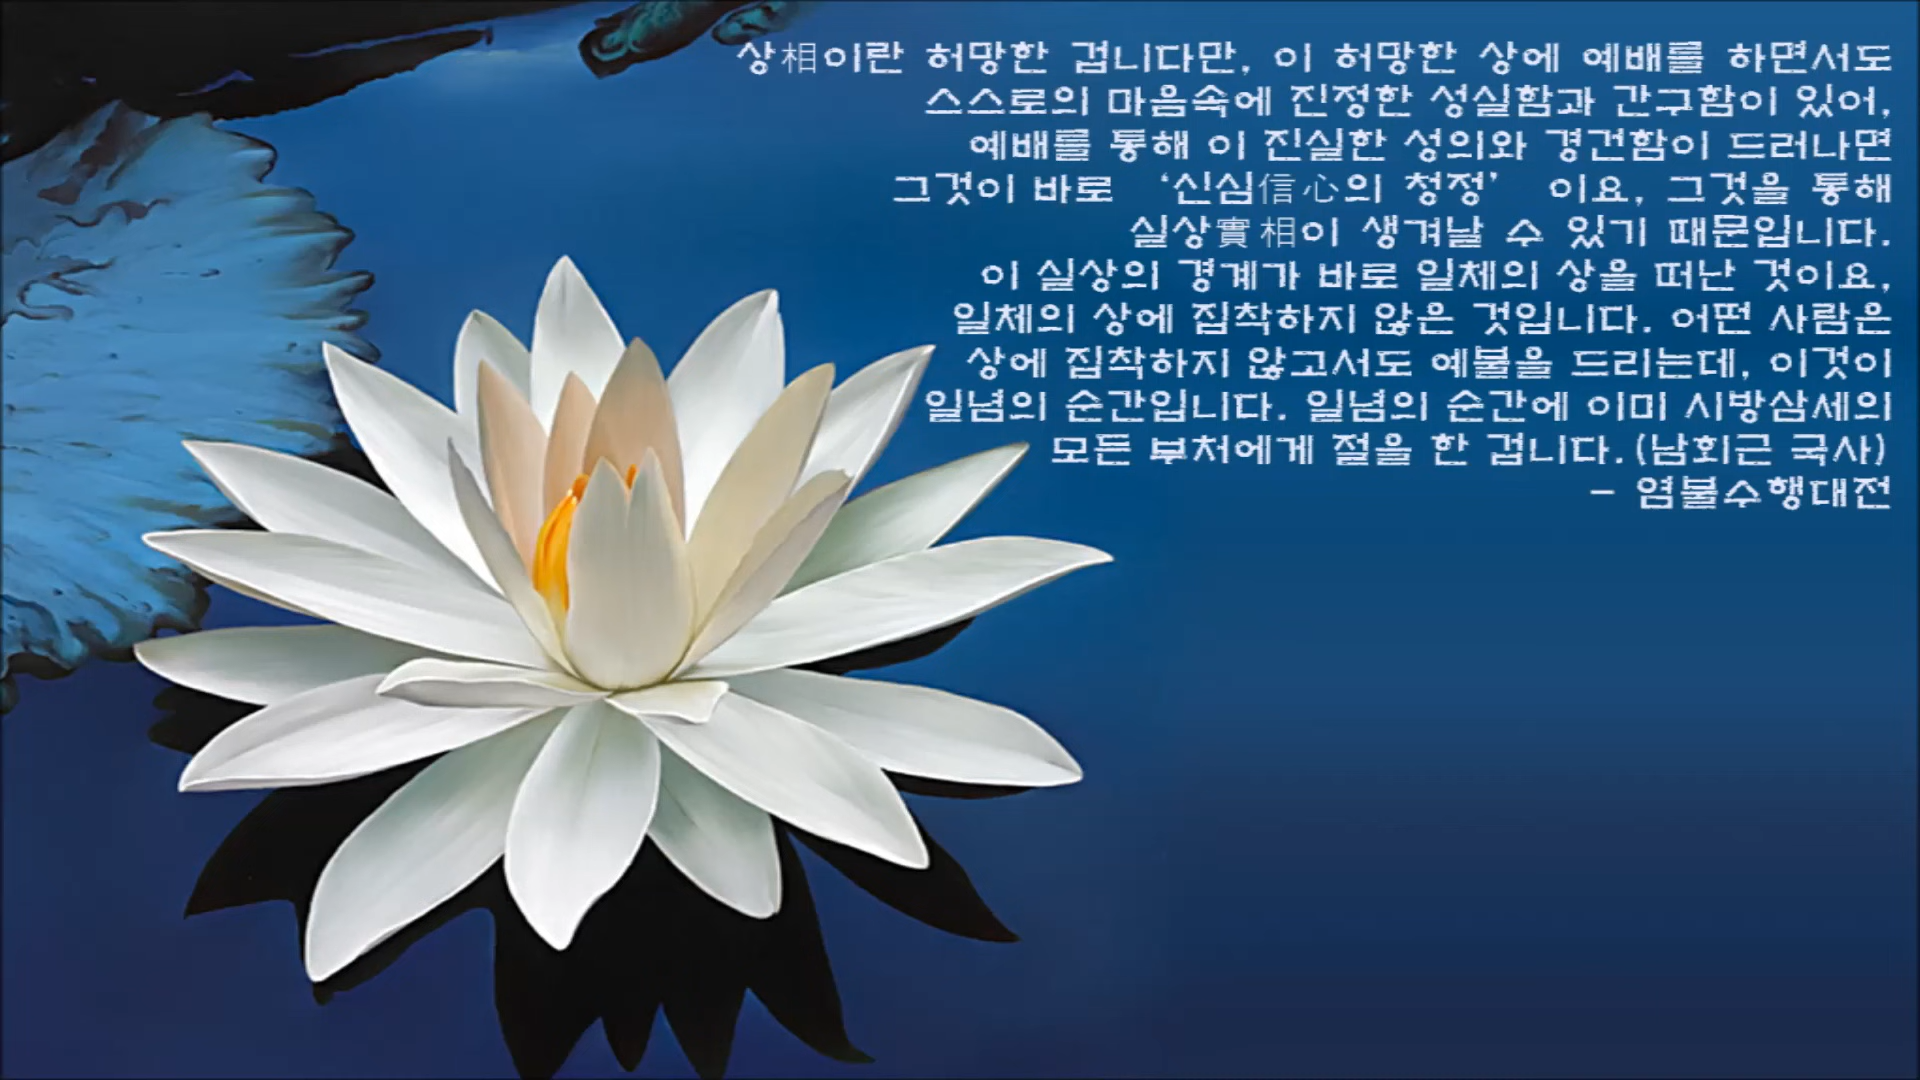 상相이란 허망한 겁니다만, 이 허망한 상에 예배를 하면서도
스스로의 마음속에 진정한 성실함과 간구함이 있어,
예배를 통해 이 진실한 성의와 경건함이 드러나면
그것이 바로 ‘신심信心의 청정’ 이요, 그것을 통해
실상實相이 생겨날 수 있기 때문입니다.
이 실상의 경계가 바로 일체의 상을 떠난 것이요,
일체의 상에 집착하지 않은 것입니다. 어떤 사람은
상에 집착하지 않고서도 예불을 드리는데, 이것이
일념의 순간입니다. 일념의 순간에 이미 시방삼세의
모든 부처에게 절을 한 겁니다.(남회근 국사)
- 염불수행대전